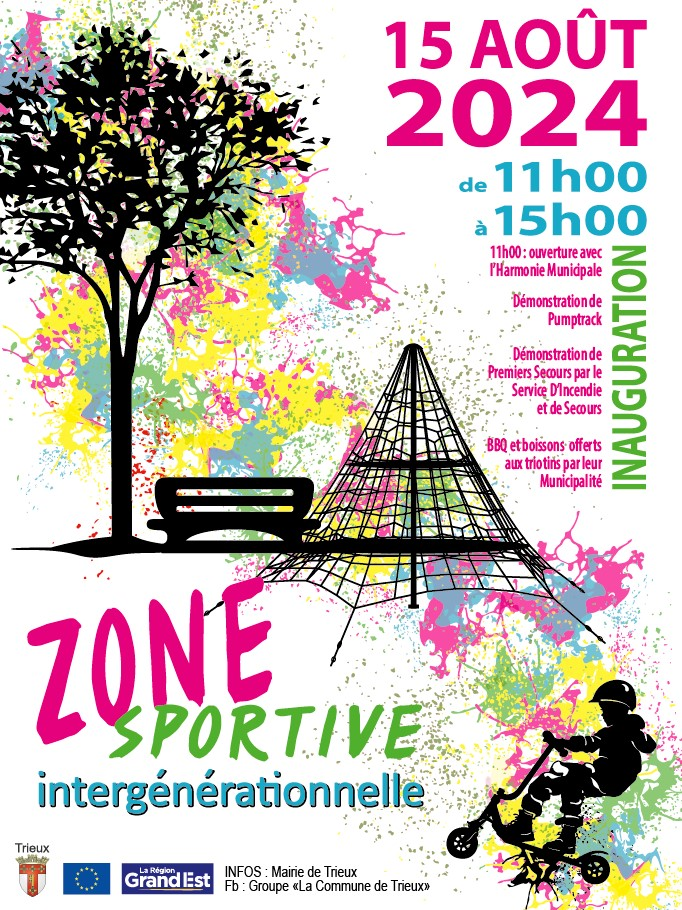 15 AOÛT
2024
de 11h00
à 15h00
INAUGURATION
11h00 : ouverture avec
l'Harmonie Municipale
Démonstration de
Pumptrack
Démonstration de
Premiers Secours par le
Service D'Incendie
et de Secours
BBQ et boissons offerts
aux triotins par leur
Municipalité
ZONE
SPORTIVE
intergénérationnelle
Trieux
La Région
GrandEst
INFOS : Mairie de Trieux
Fb : Groupe «La Commune de Trieux»